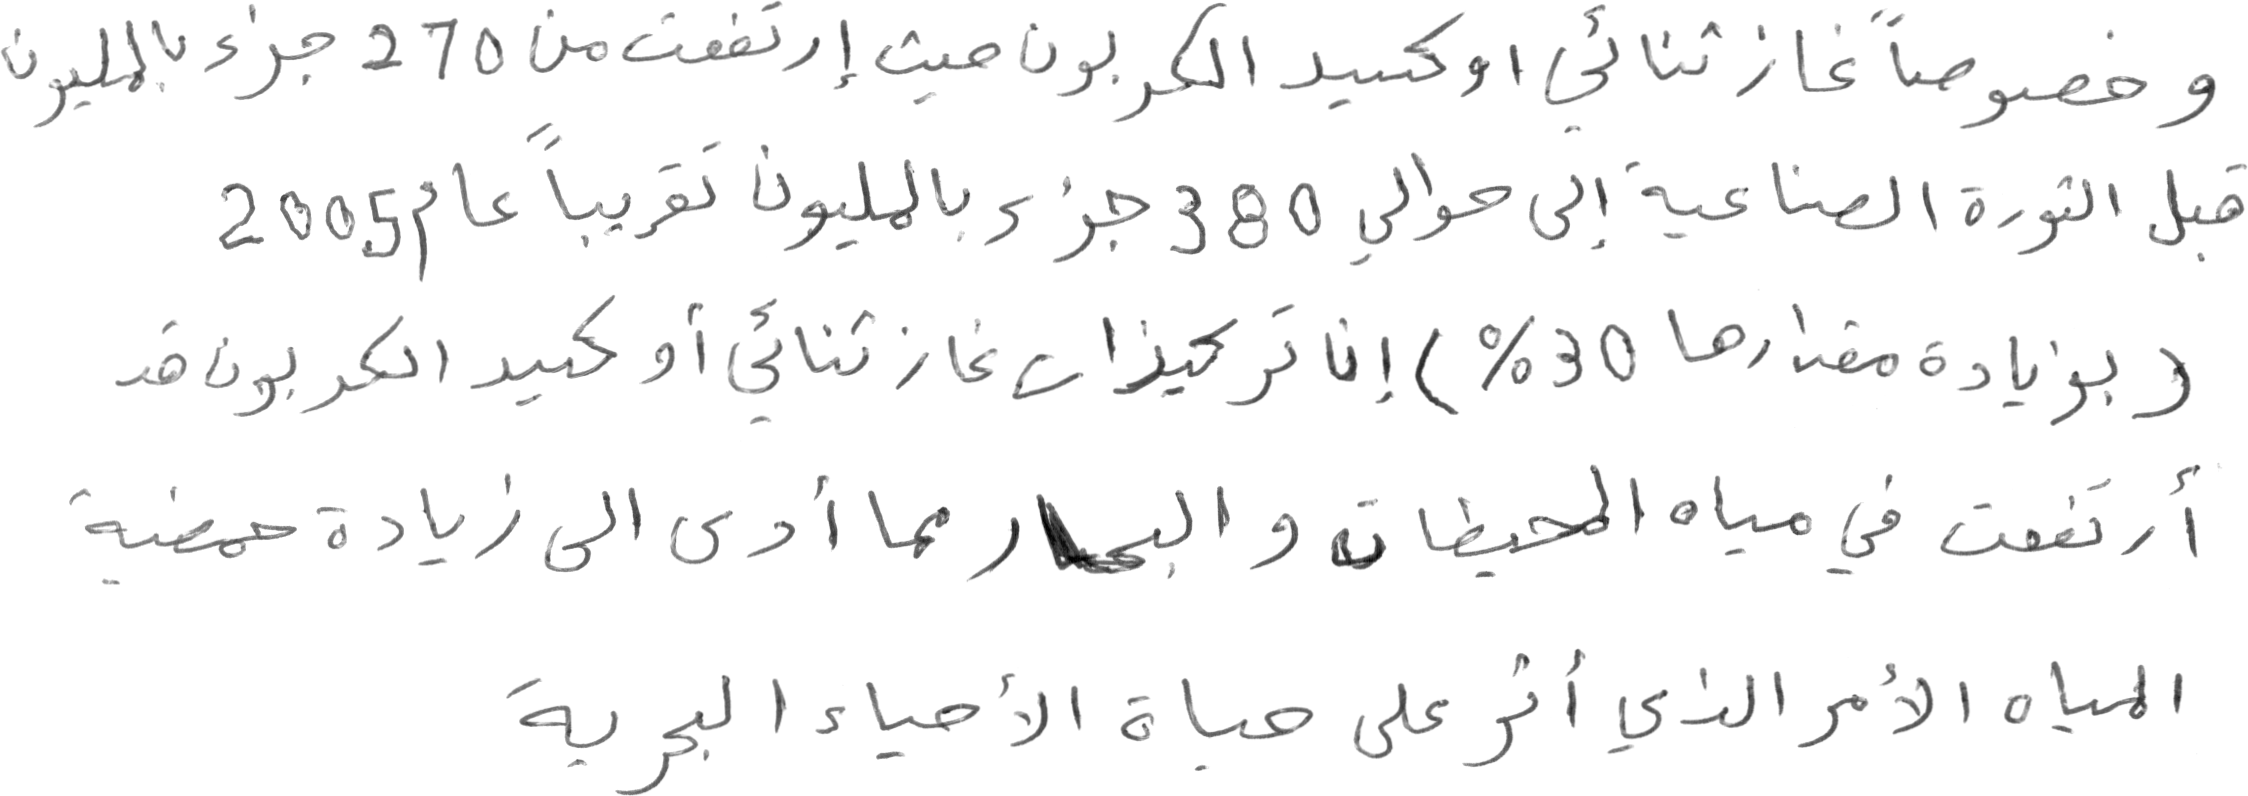 وخصوصاً غاز ثنائي اوكسيد الكربون حيث إرتفعت من 270 جزء بالمليون
قبل الثورة الصناعية إلى حوالي 380 جزء بالمليون تقريباً عام 2005
(بزيادة مقدارها 30%) إن تركيزات غاز ثنائي أوكسيد الكربون قد
أرتفعت في مياه المحيطات والبحار مما أدى الى زيادة حمضية
المياه الأمر الذي أثر على حياة الأحياء البحرية